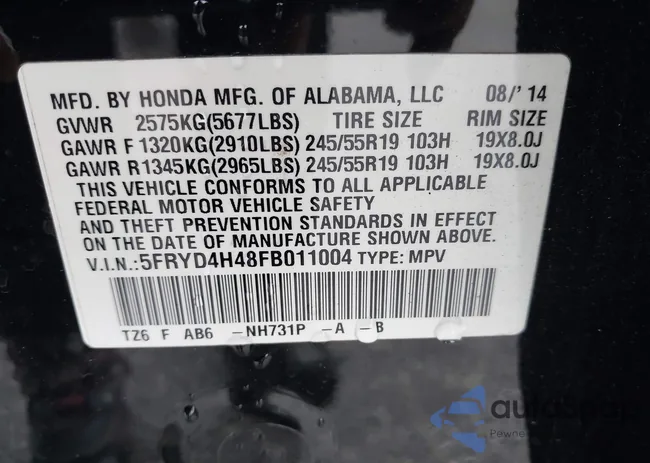 MFD. BY HONDA MFG. OF ALABAMA, LLC 08/'14
GVWR 2575KG(5677LBS) TIRE SIZE RIM SIZE
GAWR F 1320KG(2910LBS) 245/55R19 103H 19X8.0J
GAWR R1345KG(2965LBS) 245/55R19 103H 19X8.0J
THIS VEHICLE CONFORMS TO ALL APPLICABLE
FEDERAL MOTOR VEHICLE SAFETY
AND THEFT PREVENTION STANDARDS IN EFFECT
ON THE DATE OF MANUFACTURE SHOWN ABOVE.
V.I.N.:5FRYD4H48FB011004 TYPE: MPV
TZ6 F AB6 -NH731P -A -B